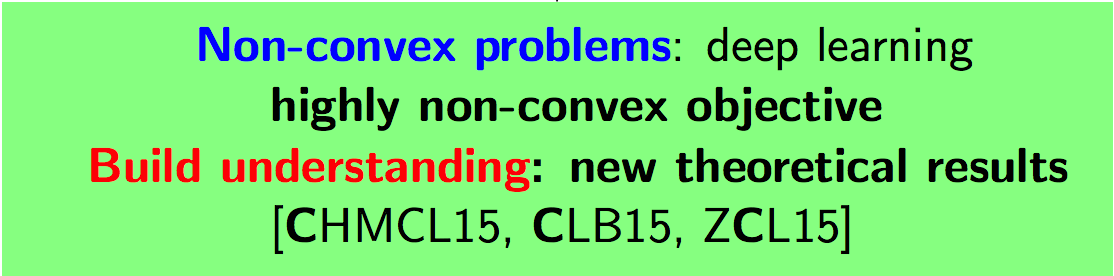 Non-convex problems: deep learning
highly non-convex objective
Build understanding: new theoretical results
[CHMCL15, CLB15, ZCL15]